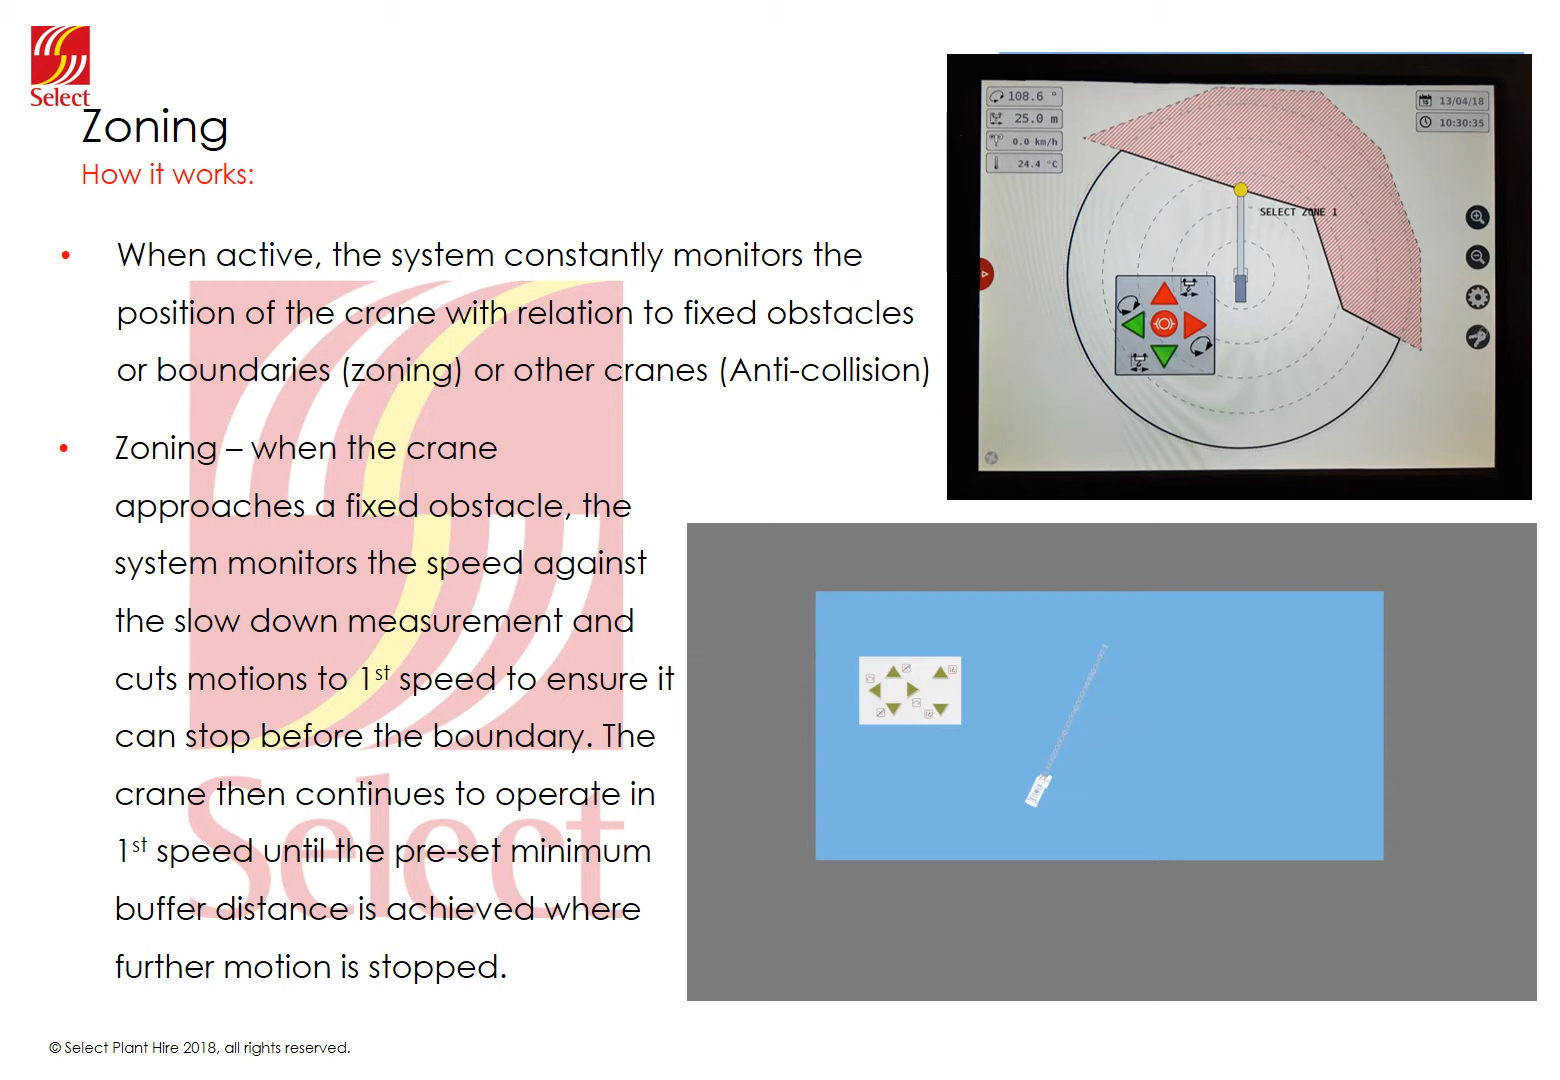 Select
Zoning
How it works:
• When active, the system constantly monitors the
position of the crane with relation to fixed obstacles
or boundaries (zoning) or other cranes (Anti-collision)
• Zoning – when the crane
approaches a fixed obstacle, the
system monitors the speed against
the slow down measurement and
cuts motions to 1st speed to ensure it
can stop before the boundary. The
crane then continues to operate in
1st speed until the pre-set minimum
buffer distance is achieved where
further motion is stopped.
Select
108.6 °
25.0 m
0.0 km/h
24.4 °C
13/04/18
10:30:35
SELECT ZONE 1
© Select Plant Hire 2018, all rights reserved.